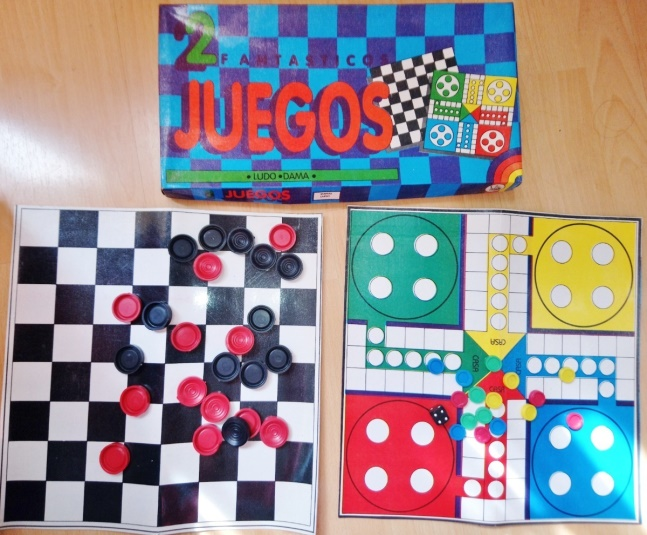 2
FANTASTICOS
JUEGOS
• LUDO • DAMA •
JUEGOS
CASA
CASA